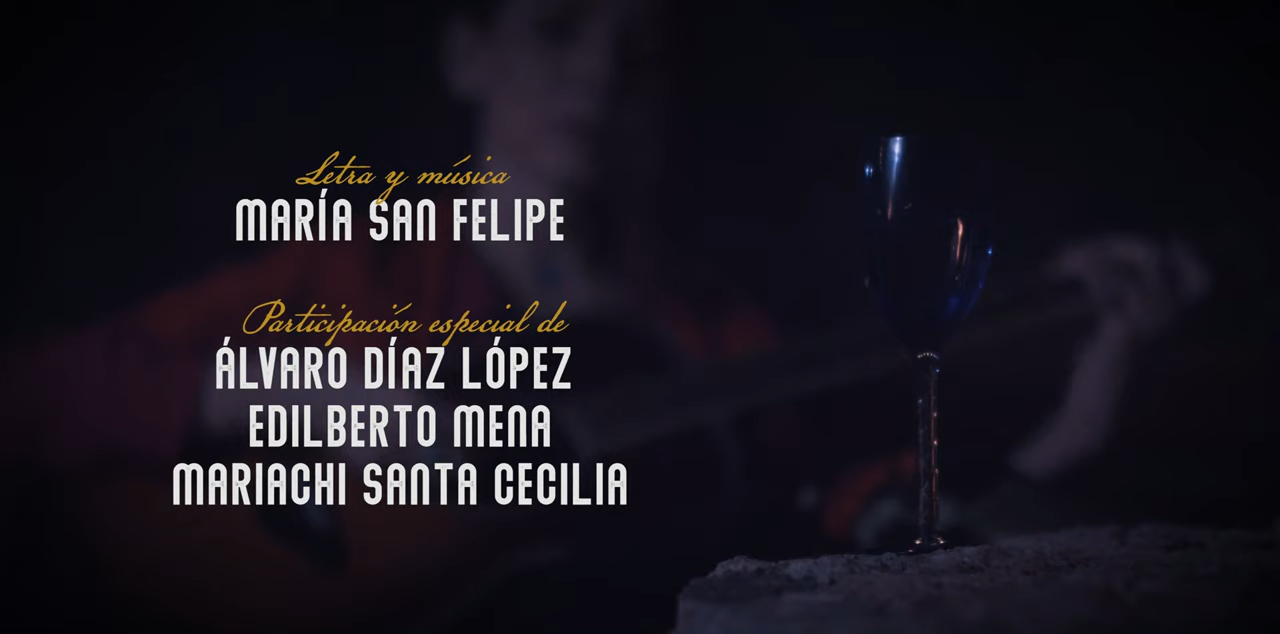 Letra y música
MARÍA SAN FELIPE
Participación especial de
ÁLVARO DÍAZ LÓPEZ
EDILBERTO MENA
MARIACHI SANTA CECILIA